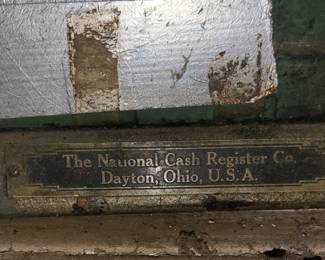 The National Cash Register Co.
Dayton, Ohio, U.S.A.